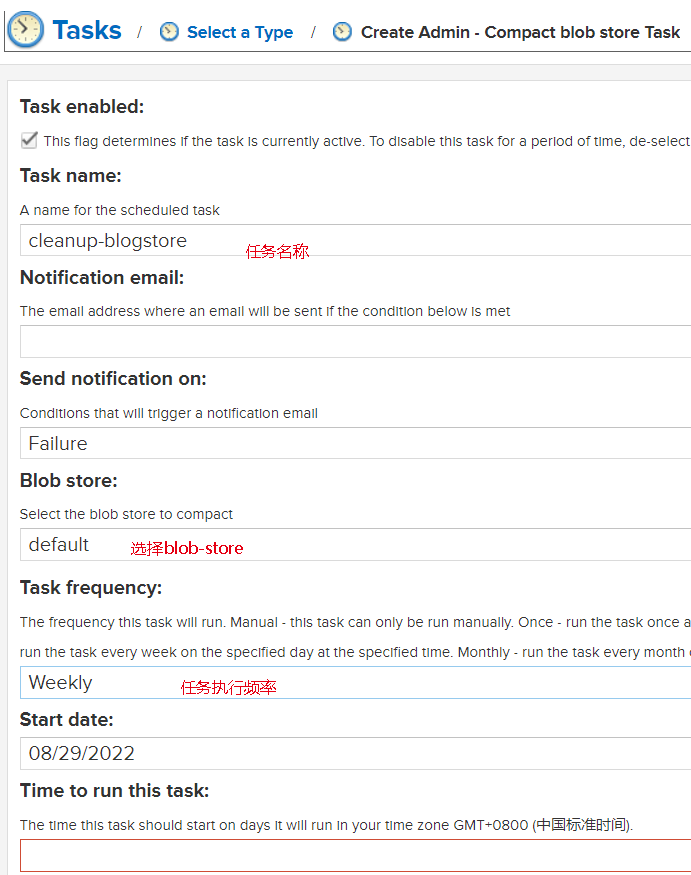 Tasks / Select a Type / Create Admin - Compact blob store Task
Task enabled:
This flag determines if the task is currently active. To disable this task for a period of time, de-select
Task name:
A name for the scheduled task
cleanup-blogstore 任务名称
Notification email:
The email address where an email will be sent if the condition below is met
Send notification on:
Conditions that will trigger a notification email
Failure
Blob store:
Select the blob store to compact
default 选择blob-store
Task frequency:
The frequency this task will run. Manual - this task can only be run manually. Once - run the task once a
run the task every week on the specified day at the specified time. Monthly - run the task every month
Weekly 任务执行频率
Start date:
08/29/2022
Time to run this task:
The time this task should start on days it will run in your time zone GMT+0800 (中国标准时间).